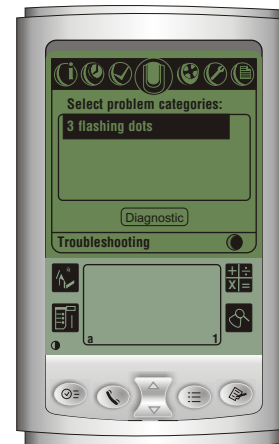 Select problem categories:
3 flashing dots
Diagnostic
Troubleshooting
a 1